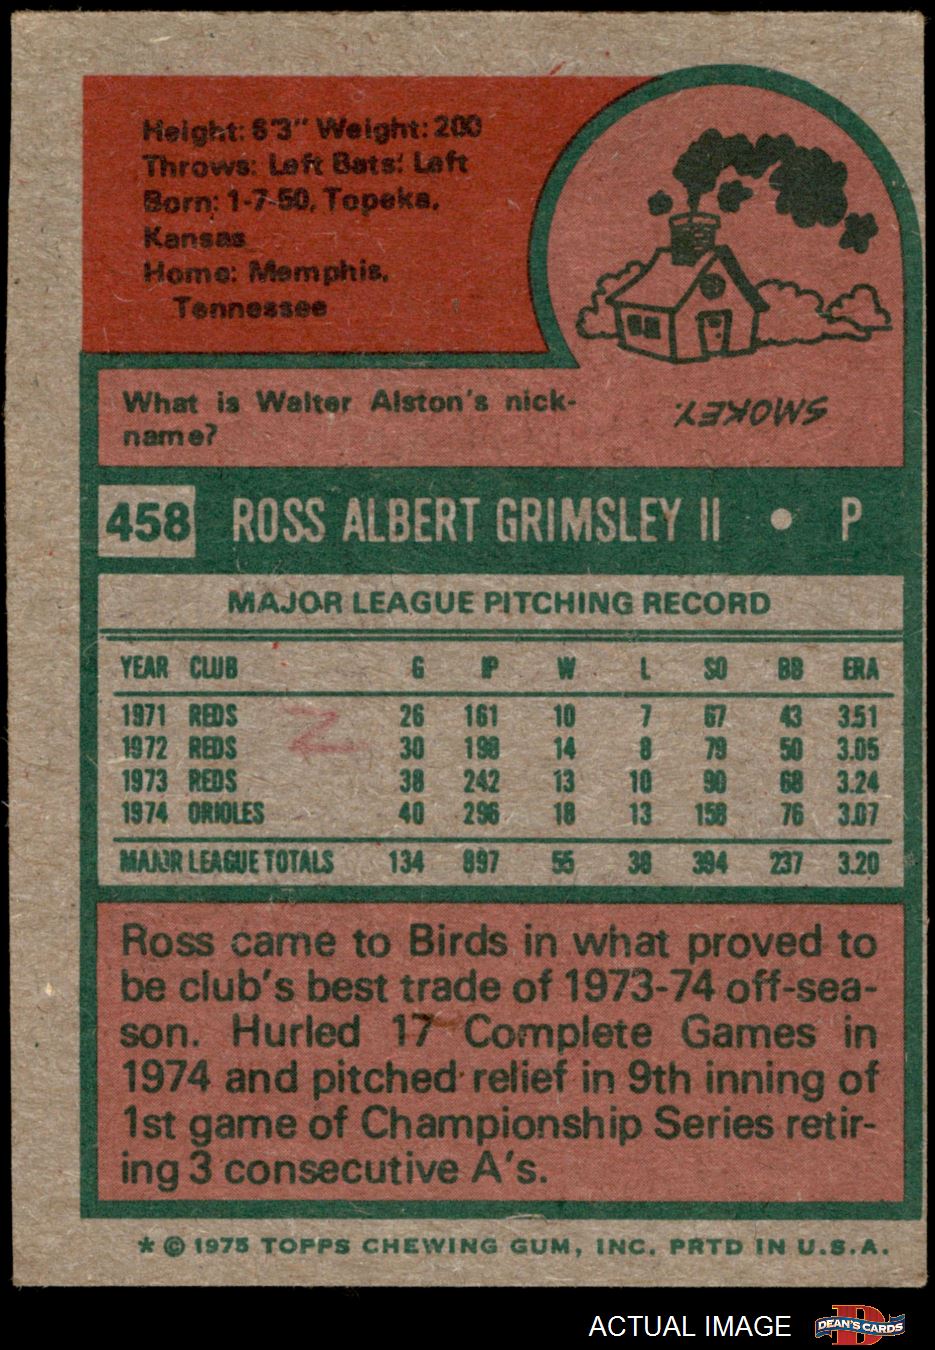 Height: 6'3" Weight: 200
Throws: Left Bats: Left
Born: 1-7-50, Topeka,
Kansas
Home: Memphis,
Tennessee
What is Walter Alston's nick-
name?
SMOKEY.
458 ROSS ALBERT GRIMSLEY II • P
MAJOR LEAGUE PITCHING RECORD
YEAR CLUB G IP W L SO BB ERA
1971 REDS 26 161 10 7 67 43 3.51
1972 REDS 30 198 14 8 79 50 3.05
1973 REDS 38 242 13 10 90 68 3.24
1974 ORIOLES 40 296 18 13 158 76 3.07
MAJOR LEAGUE TOTALS 134 897 55 38 394 237 3.20
Ross came to Birds in what proved to
be club's best trade of 1973-74 off-sea-
son. Hurled 17 Complete Games in
1974 and pitched relief in 9th inning of
1st game of Championship Series retir-
ing 3 consecutive A's.
* © 1975 TOPPS CHEWING GUM, INC. PRTD IN U.S.A.
ACTUAL IMAGE
DEAN'S CARDS